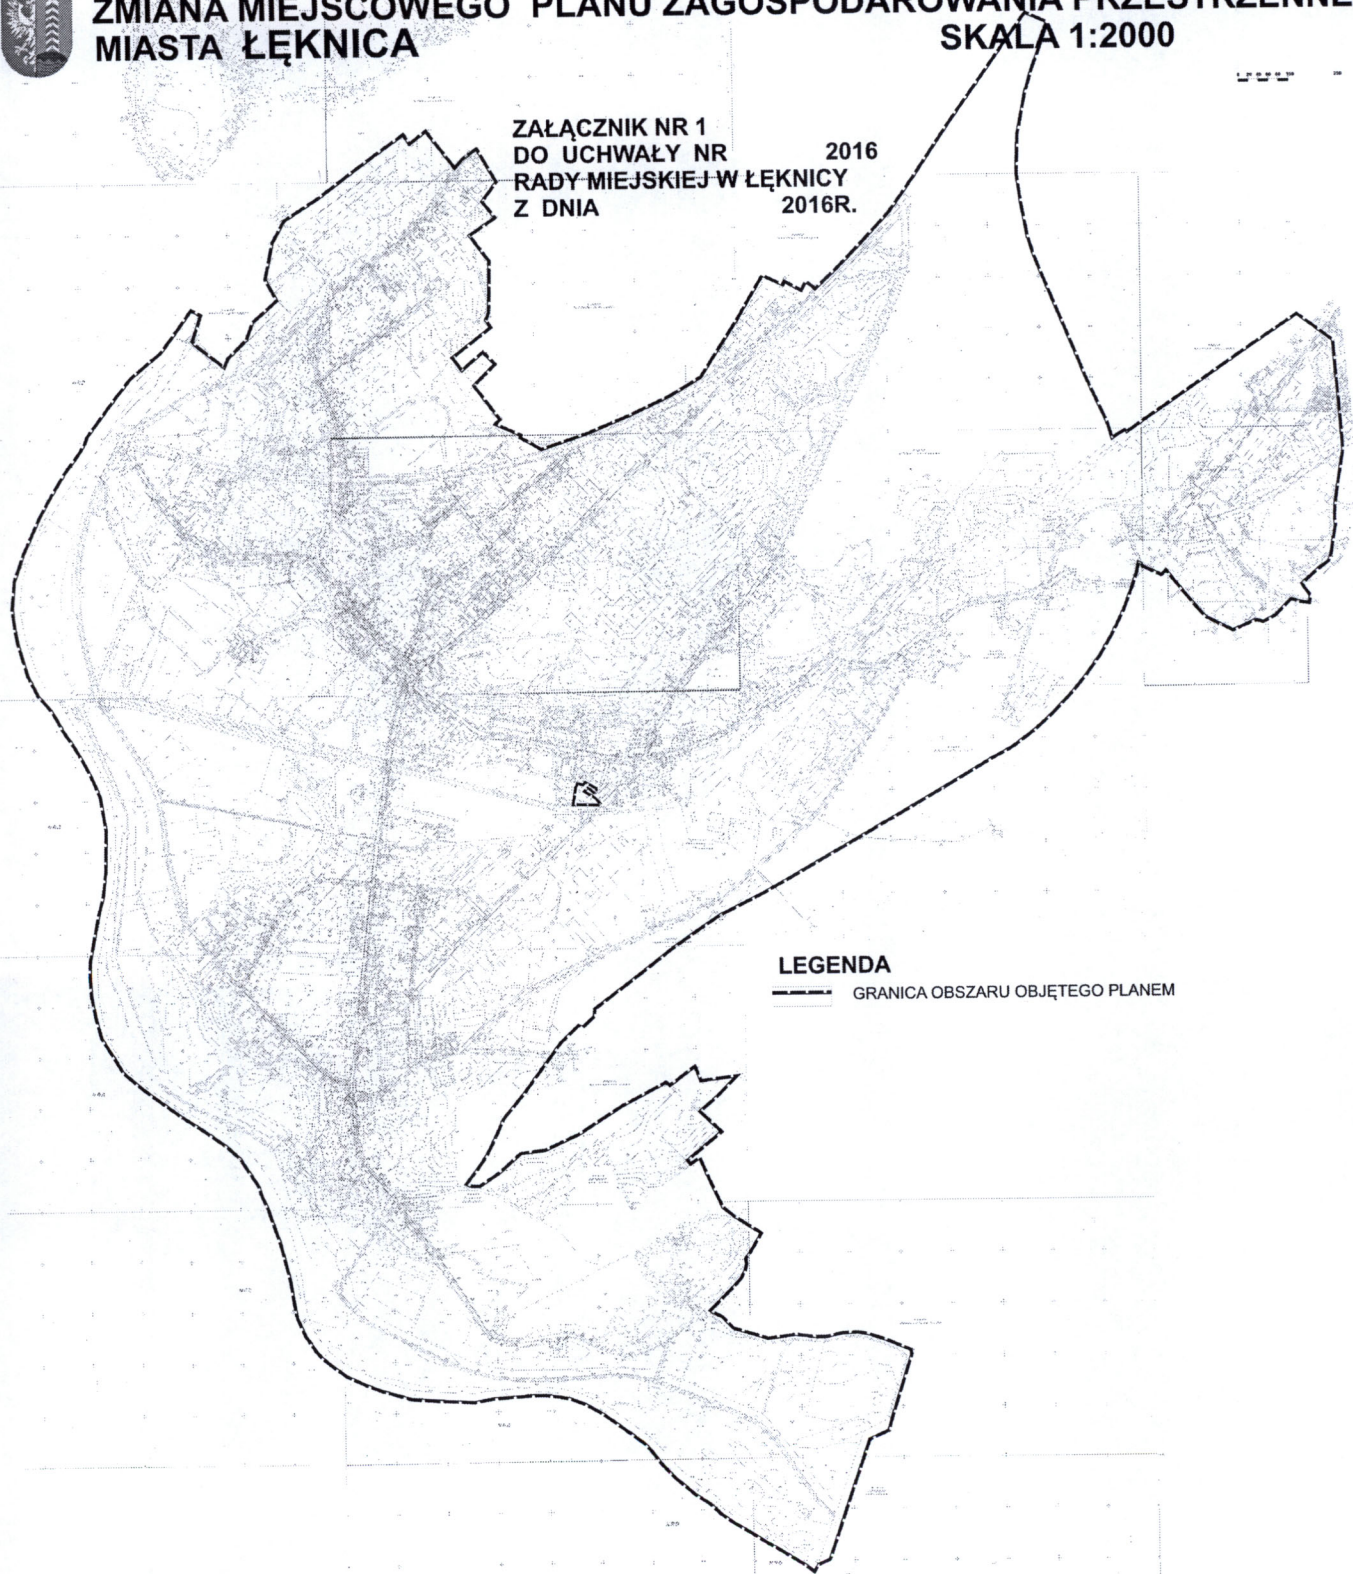 ZMIANA MIEJSCOWEGO PLANU ZAGOSPODAROWANIA PRZESTRZENNE
MIASTA ŁĘKNICA
SKALA 1:2000
ZAŁĄCZNIK NR 1
DO UCHWAŁY NR 2016
RADY MIEJSKIEJ W ŁĘKNICY
Z DNIA 2016R.
LEGENDA
GRANICA OBSZARU OBJĘTEGO PLANEM